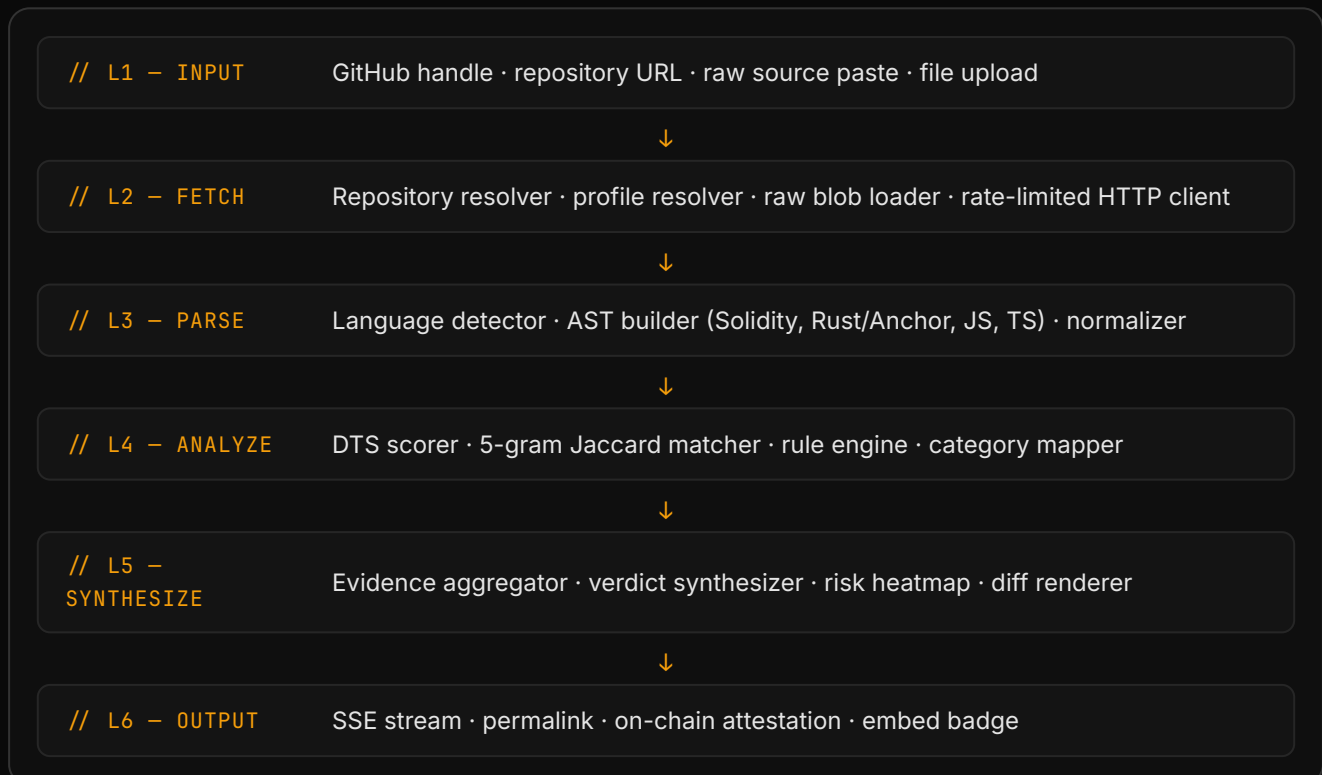 // L1 — INPUT GitHub handle · repository URL · raw source paste · file upload
↓
// L2 — FETCH Repository resolver · profile resolver · raw blob loader · rate-limited HTTP client
↓
// L3 — PARSE Language detector · AST builder (Solidity, Rust/Anchor, JS, TS) · normalizer
↓
// L4 — ANALYZE DTS scorer · 5-gram Jaccard matcher · rule engine · category mapper
↓
// L5 —
SYNTHESIZE
Evidence aggregator · verdict synthesizer · risk heatmap · diff renderer
↓
// L6 — OUTPUT SSE stream · permalink · on-chain attestation · embed badge